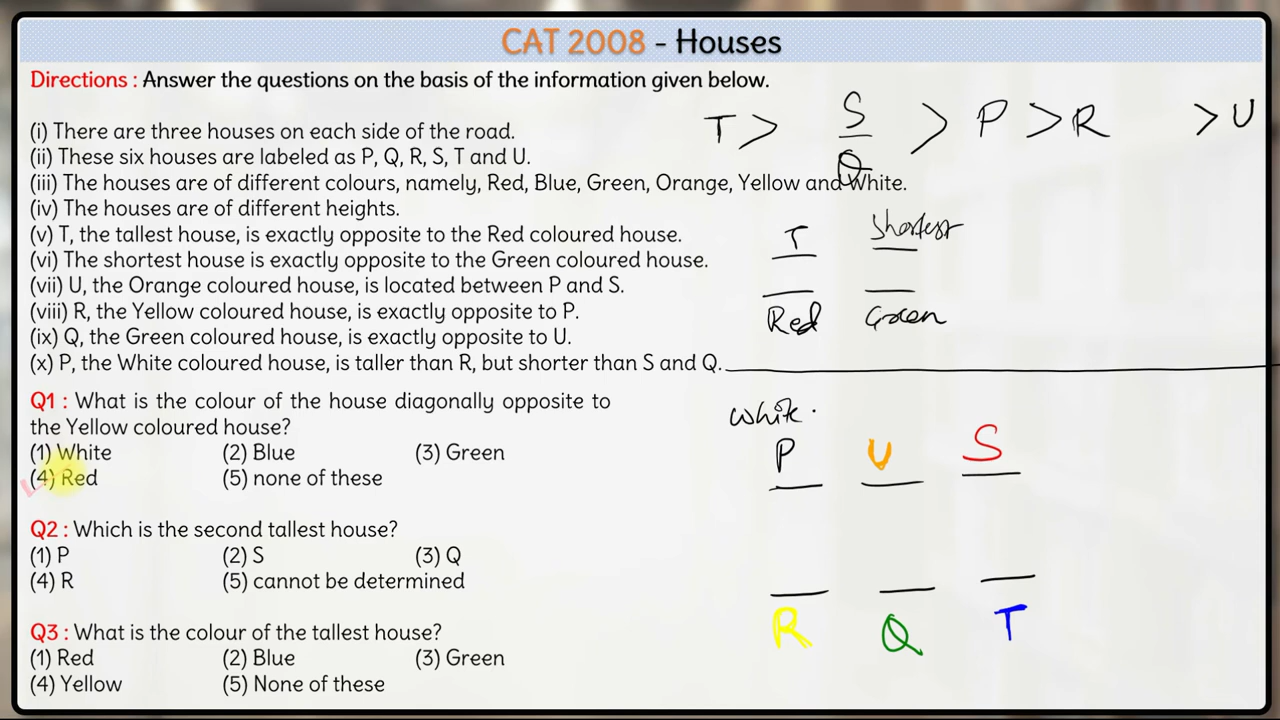 CAT 2008 - Houses
Directions : Answer the questions on the basis of the information given below.
(i) There are three houses on each side of the road.
(ii) These six houses are labeled as P, Q, R, S, T and U.
(iii) The houses are of different colours, namely, Red, Blue, Green, Orange, Yellow and White.
(iv) The houses are of different heights.
(v) T, the tallest house, is exactly opposite to the Red coloured house.
(vi) The shortest house is exactly opposite to the Green coloured house.
(vii) U, the Orange coloured house, is located between P and S.
(viii) R, the Yellow coloured house, is exactly opposite to P.
(ix) Q, the Green coloured house, is exactly opposite to U.
(x) P, the White coloured house, is taller than R, but shorter than S and Q.
Q1 : What is the colour of the house diagonally opposite to
the Yellow coloured house?
(1) White (2) Blue (3) Green
(4) Red (5) none of these
Q2 : Which is the second tallest house?
(1) P (2) S (3) Q
(4) R (5) cannot be determined
Q3 : What is the colour of the tallest house?
(1) Red (2) Blue (3) Green
(4) Yellow (5) None of these
T > S > P > R > U
Q
T Shortest
Red Green
White.
P U S
R Q T